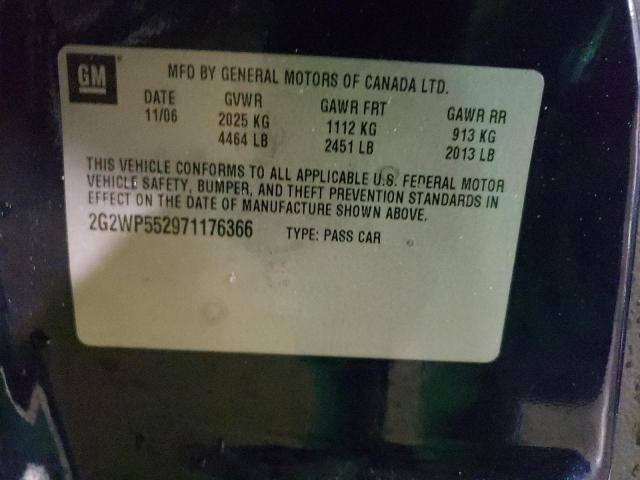 GM
MFD BY GENERAL MOTORS OF CANADA LTD.
DATE GVWR GAWR FRT GAWR RR
11/06 2025 KG 1112 KG 913 KG
4464 LB 2451 LB 2013 LB
THIS VEHICLE CONFORMS TO ALL APPLICABLE U.S. FEDERAL MOTOR
VEHICLE SAFETY, BUMPER, AND THEFT PREVENTION STANDARDS IN
EFFECT ON THE DATE OF MANUFACTURE SHOWN ABOVE.
2G2WP552971176366 TYPE: PASS CAR